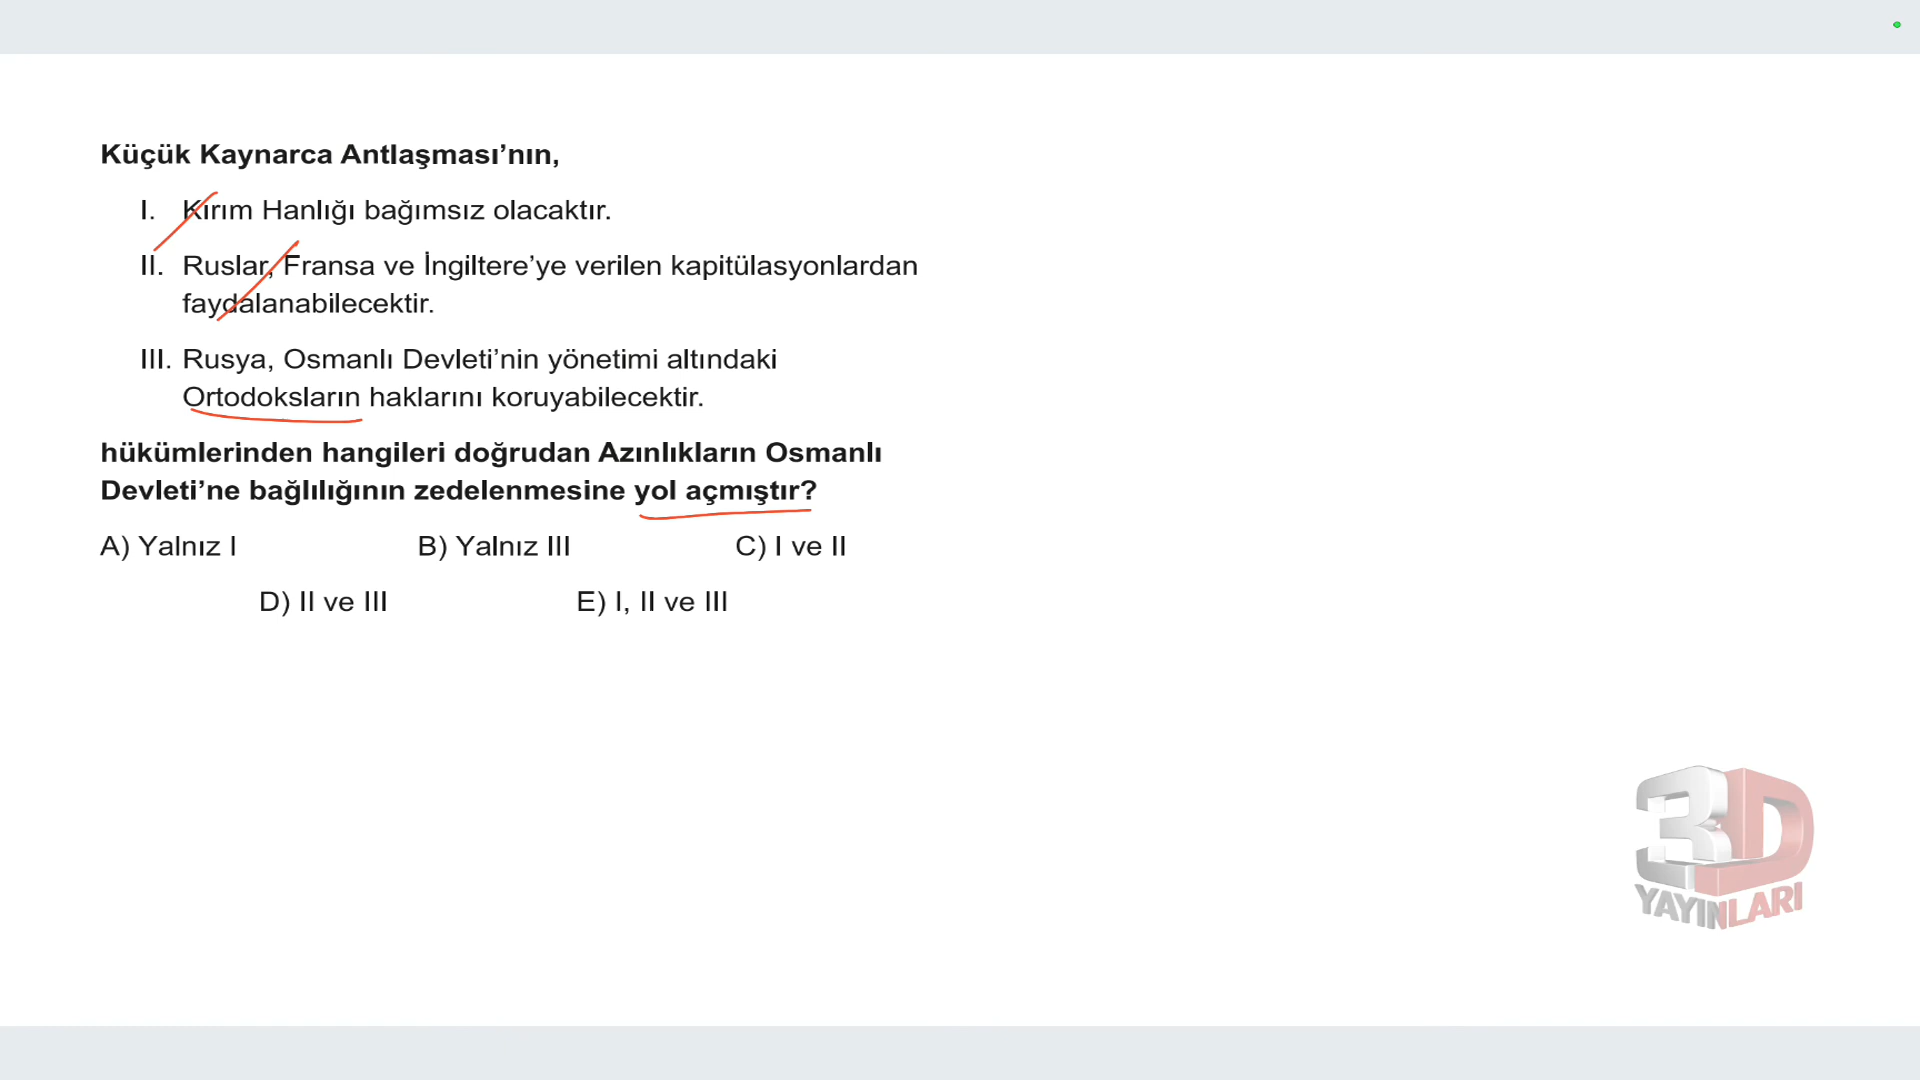 Küçük Kaynarca Antlaşması’nın,
I. Kırım Hanlığı bağımsız olacaktır.
II. Ruslar, Fransa ve İngiltere’ye verilen kapitülasyonlardan
faydalanabilecektir.
III. Rusya, Osmanlı Devleti’nin yönetimi altındaki
Ortodoksların haklarını koruyabilecektir.
hükümlerinden hangileri doğrudan Azınlıkların Osmanlı
Devleti’ne bağlılığının zedelenmesine yol açmıştır?
A) Yalnız I B) Yalnız III C) I ve II
D) II ve III E) I, II ve III
3D
YAYINLARI